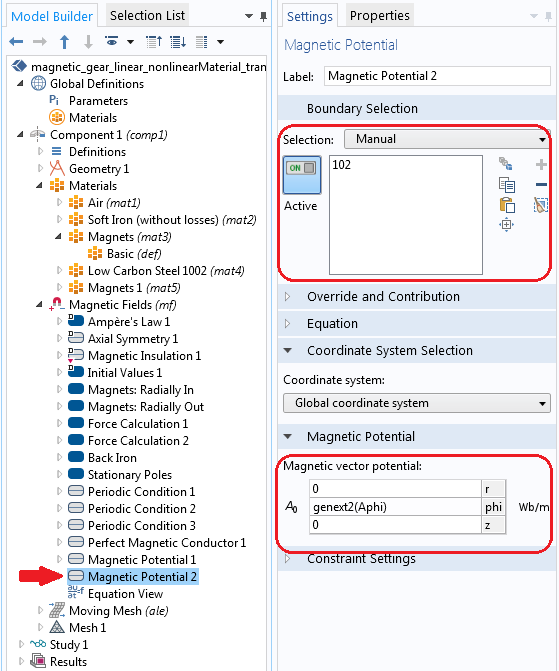 Model Builder
Selection List
magnetic_gear_linear_nonlinearMaterial_tran
Global Definitions
Pi Parameters
Materials
Component 1 (comp1)
Definitions
Geometry 1
Materials
Air (mat1)
Soft Iron (without losses) (mat2)
Magnets (mat3)
Basic (def)
Low Carbon Steel 1002 (mat4)
Magnets 1 (mat5)
Magnetic Fields (mf)
Ampère's Law 1
Axial Symmetry 1
Magnetic Insulation 1
Initial Values 1
Magnets: Radially In
Magnets: Radially Out
Force Calculation 1
Force Calculation 2
Back Iron
Stationary Poles
Periodic Condition 1
Periodic Condition 2
Periodic Condition 3
Perfect Magnetic Conductor 1
Magnetic Potential 1
Magnetic Potential 2
Equation View
Moving Mesh (ale)
Mesh 1
Study 1
Results
Settings
Properties
Magnetic Potential
Label: Magnetic Potential 2
Boundary Selection
Selection: Manual
ON
Active
102
Override and Contribution
Equation
Coordinate System Selection
Coordinate system:
Global coordinate system
Magnetic Potential
Magnetic vector potential:
0 r
A0 genext2(Aphi) phi Wb/m
0 z
Constraint Settings